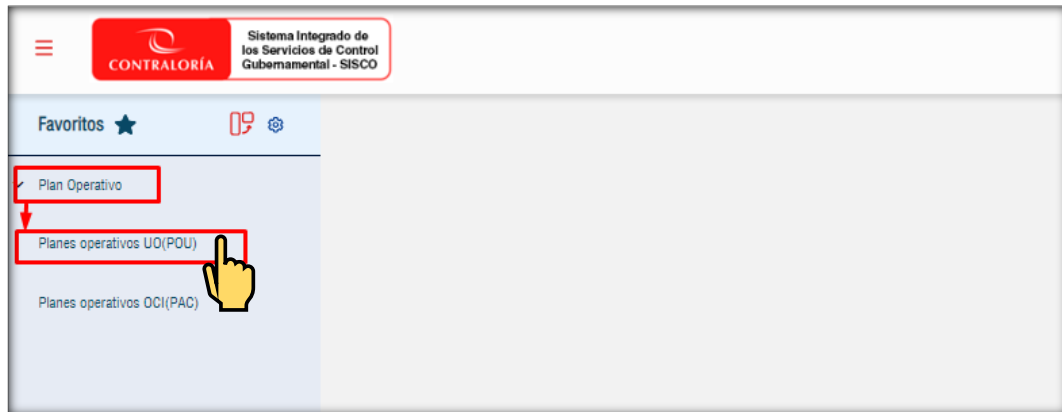 CONTRALORÍA
Sistema Integrado de
los Servicios de Control
Gubernamental - SISCO
Favoritos
Plan Operativo
Planes operativos UO(POU)
Planes operativos OCI(PAC)